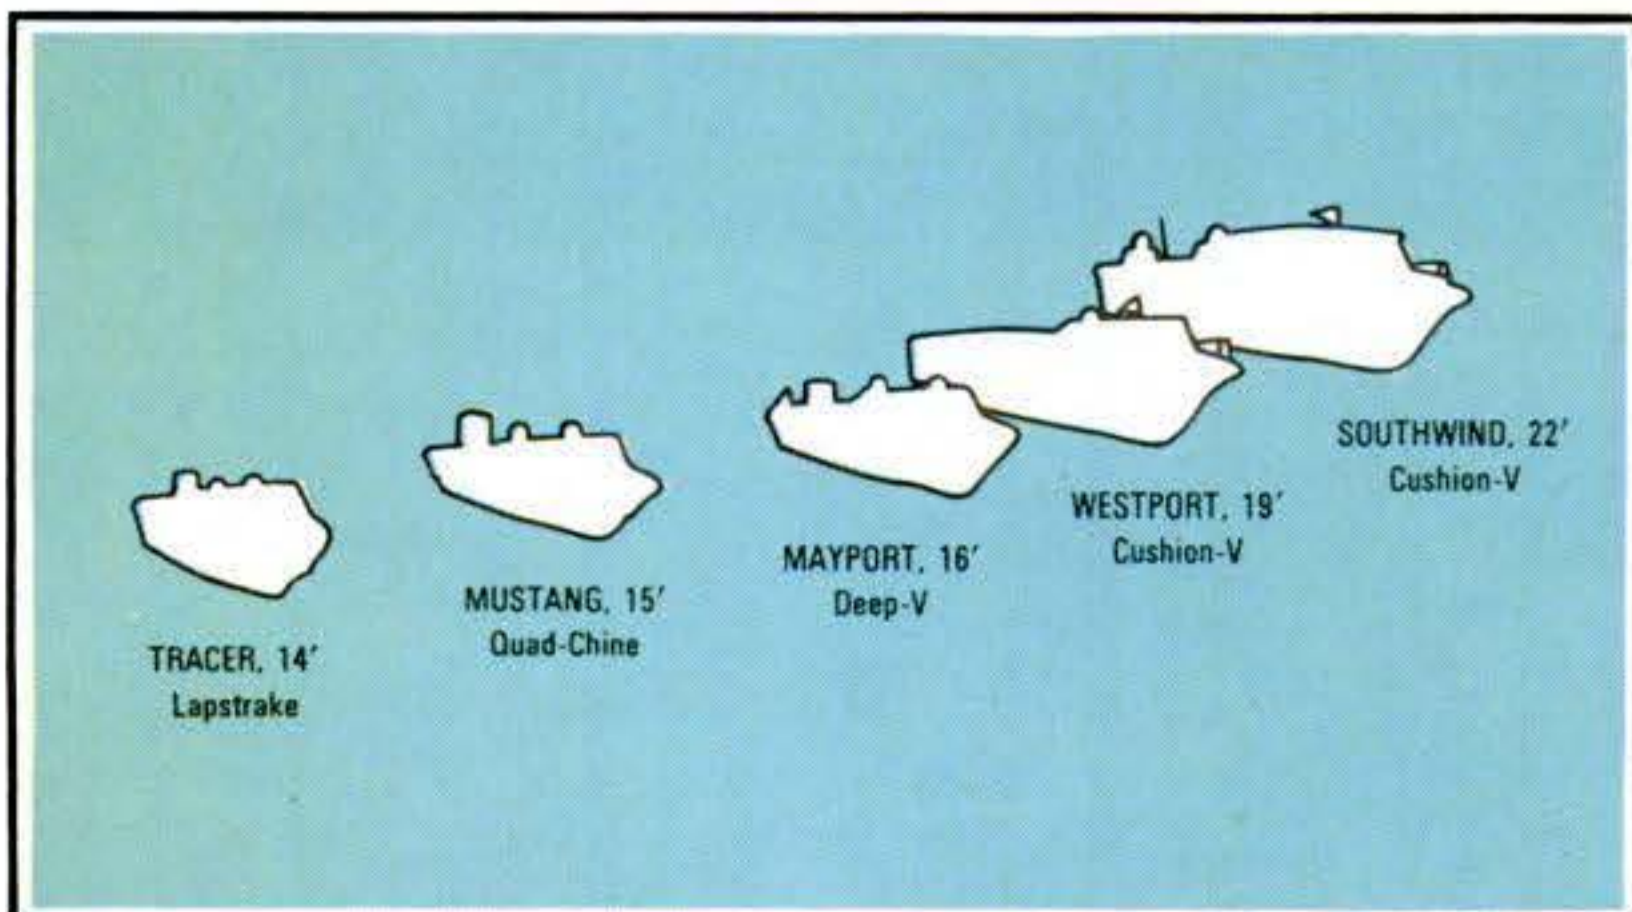 TRACER, 14′
Lapstrake
MUSTANG, 15′
Quad-Chine
MAYPORT, 16′
Deep-V
WESTPORT, 19′
Cushion-V
SOUTHWIND, 22′
Cushion-V